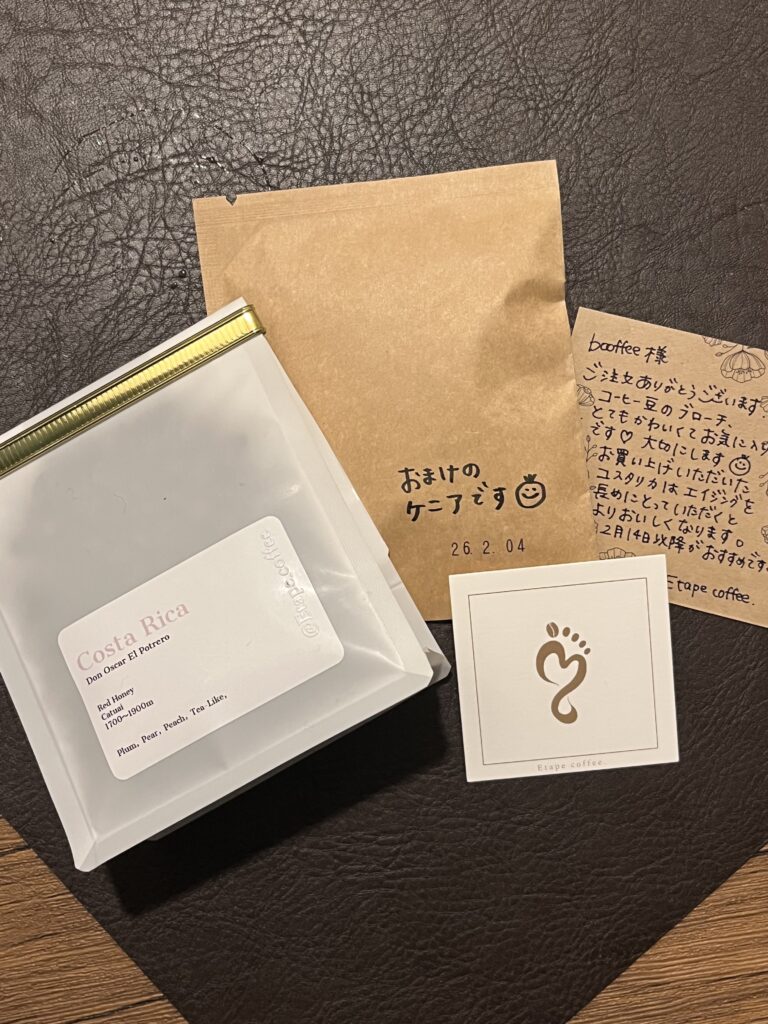 Costa Rica
Don Oscar El Potrero
Red Honey
Catuai
1700~1900m
Plum, Pear, Peach, Tea-Like,
@Etape.coffee
おまけの
ケニアです
26. 2. 04
booffee 様
ご注文ありがとうございます。
コーヒー豆のブローチ、
とてもかわいくてお気に入り
です♡ 大切にします
お買い上げいただいた
コスタリカはエイジングを
長めにとっていただくと
よりおいしくなります。
2月14日以降がおすすめです
Etape coffee.
Etape coffee.